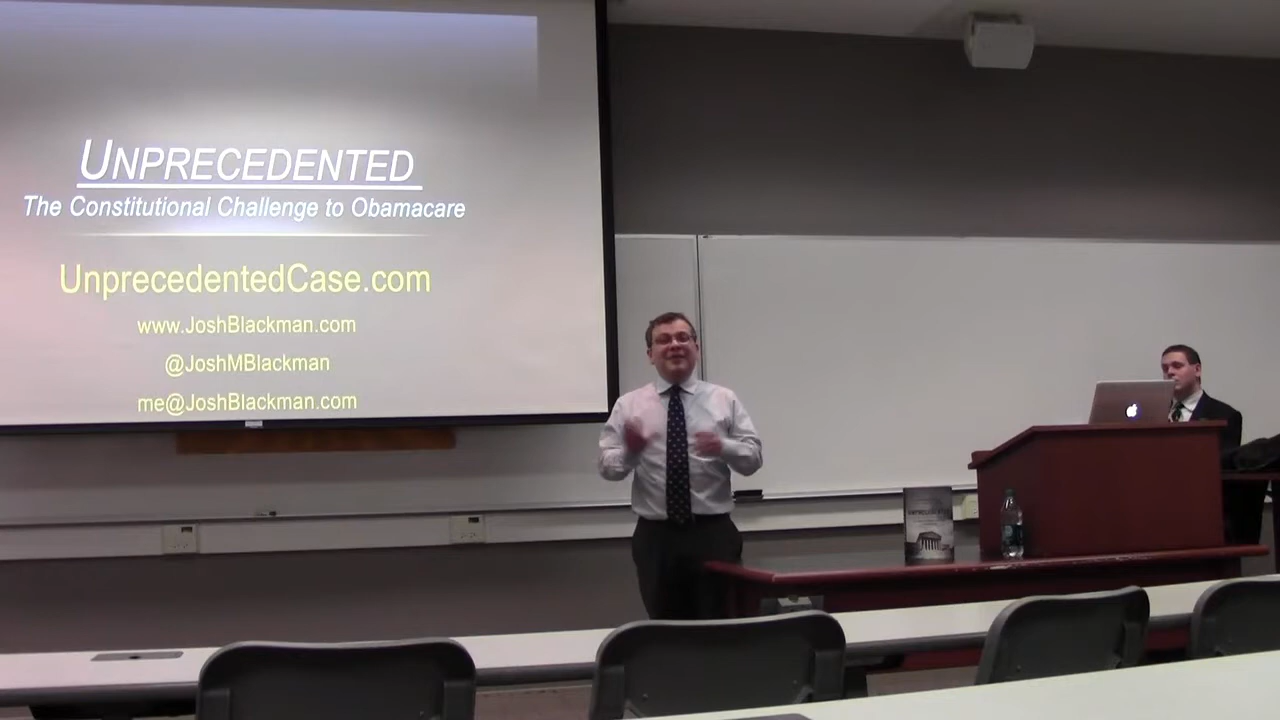 UNPRECEDENTED
The Constitutional Challenge to Obamacare
UnprecedentedCase.com
www.JoshBlackman.com
@JoshMBlackman
me@JoshBlackman.com